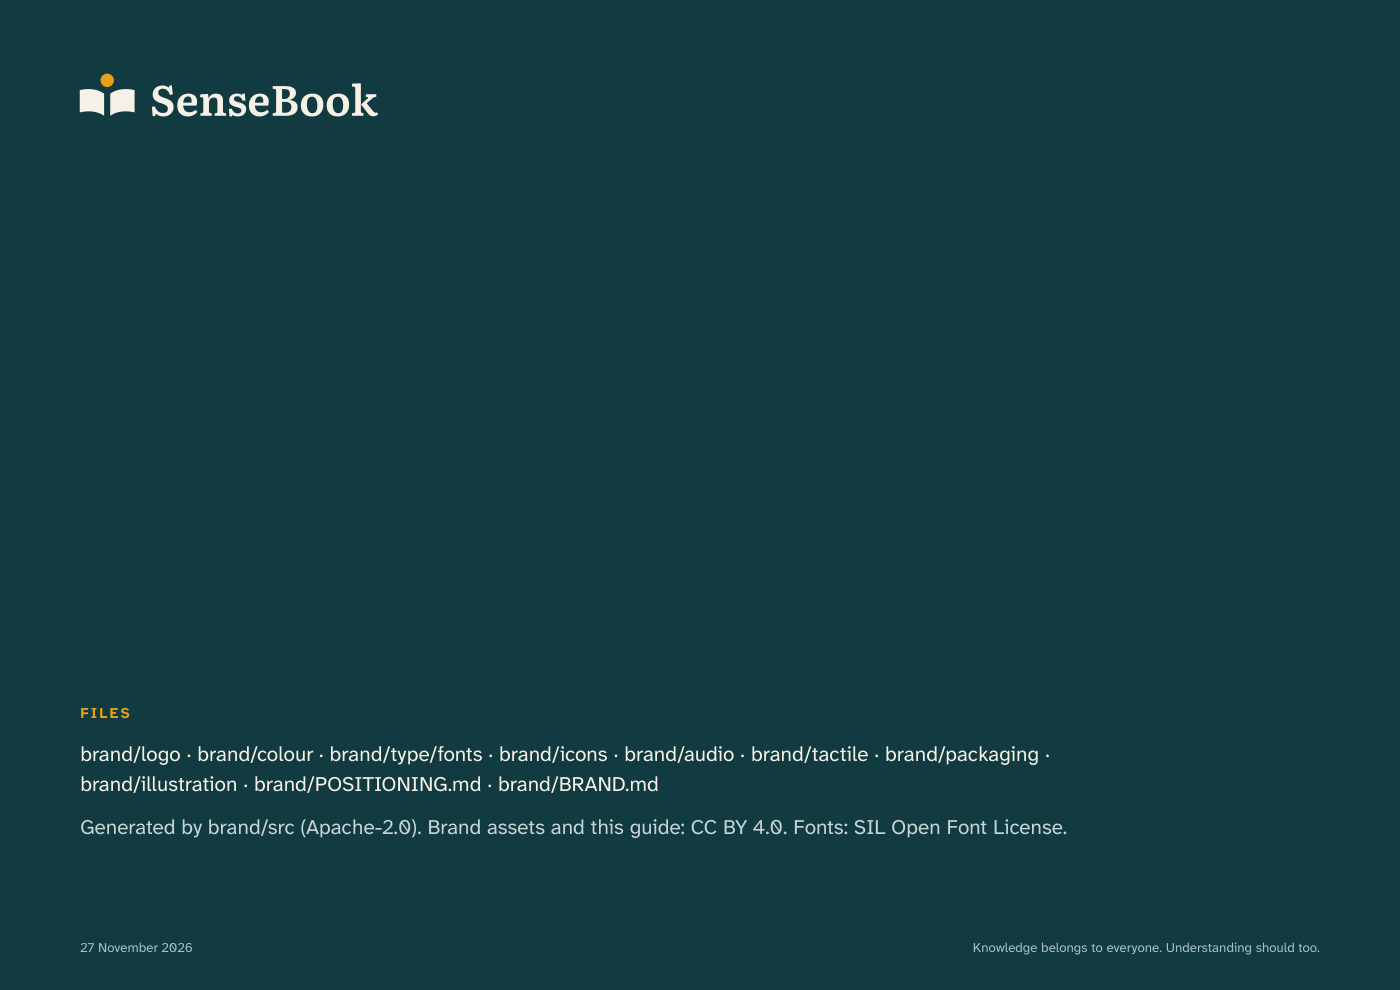 SenseBook
FILES
brand/logo · brand/colour · brand/type/fonts · brand/icons · brand/audio · brand/tactile · brand/packaging ·
brand/illustration · brand/POSITIONING.md · brand/BRAND.md
Generated by brand/src (Apache-2.0). Brand assets and this guide: CC BY 4.0. Fonts: SIL Open Font License.
27 November 2026
Knowledge belongs to everyone. Understanding should too.